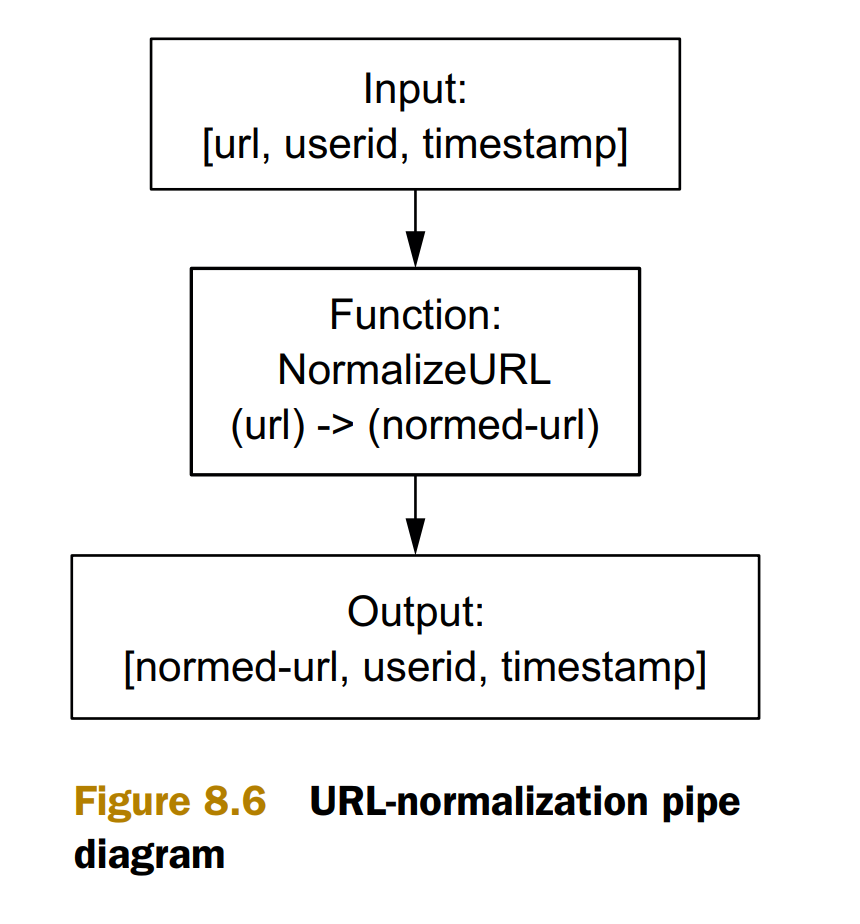 Input:
[url, userid, timestamp]
Function:
NormalizeURL
(url) -> (normed-url)
Output:
[normed-url, userid, timestamp]
Figure 8.6 URL-normalization pipe
diagram